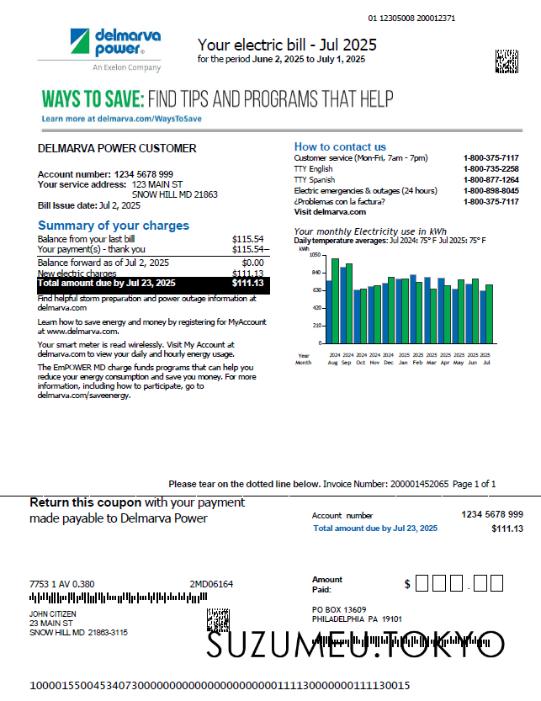 01 12305008 200012371
delmarva power®
An Exelon Company
Your electric bill - Jul 2025
for the period June 2, 2025 to July 1, 2025
WAYS TO SAVE: FIND TIPS AND PROGRAMS THAT HELP
Learn more at delmarva.com/WaysToSave
DELMARVA POWER CUSTOMER
Account number: 1234 5678 999
Your service address: 123 MAIN ST
SNOW HILL MD 21863
Bill Issue date: Jul 2, 2025
Summary of your charges
Balance from your last bill $115.54
Your payment(s) - thank you $115.54-
Balance forward as of Jul 2, 2025 $0.00
New electric charges $111.13
Total amount due by Jul 23, 2025 $111.13
Find helpful storm preparation and power outage information at
delmarva.com
Learn how to save energy and money by registering for MyAccount
at www.delmarva.com.
Your smart meter is read wirelessly. Visit My Account at
delmarva.com to view your daily and hourly energy usage.
The EmPOWER MD charge funds programs that can help you
reduce your energy consumption and save you money. For more
information, including how to participate, go to
delmarva.com/saveenergy.
How to contact us
Customer service (Mon-Fri, 7am - 7pm) 1-800-375-7117
TTY English 1-800-735-2258
TTY Spanish 1-800-877-1264
Electric emergencies & outages (24 hours) 1-800-898-8045
¿Problemas con la factura? 1-800-375-7117
Visit delmarva.com
Your monthly Electricity use in kWh
Daily temperature averages: Jul 2024: 75° F Jul 2025: 75° F
kWh
1050
840
630
420
210
0
Year 2024 2024 2024 2024 2024 2025 2025 2025 2025 2025 2025 2025
Month Aug Sep Oct Nov Dec Jan Feb Mar Apr May Jun Jul
Please tear on the dotted line below. Invoice Number: 200001452065 Page 1 of 1
Return this coupon with your payment
made payable to Delmarva Power
Account number 1234 5678 999
Total amount due by Jul 23, 2025 $111.13
7753 1 AV 0.380 2MD06164
JOHN CITIZEN
23 MAIN ST
SNOW HILL MD 21863-3115
Amount
Paid: $ .
PO BOX 13609
PHILADELPHIA PA 19101
SUZUMEU.TOKYO